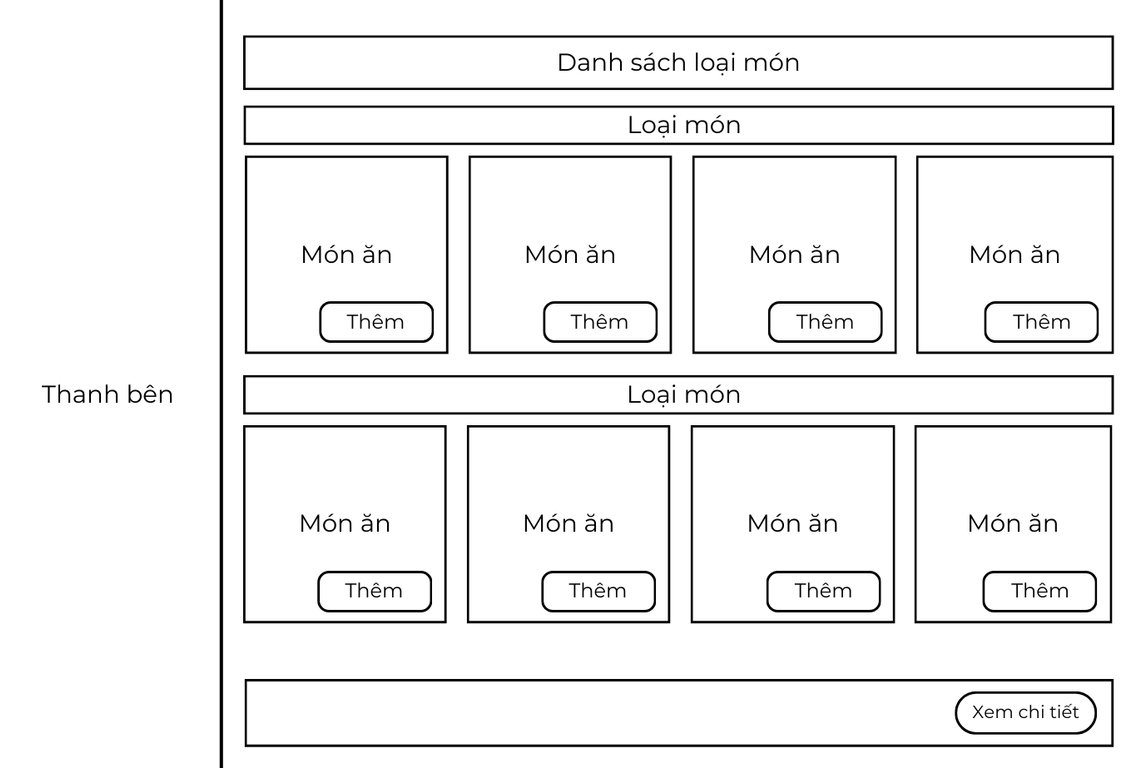 Danh sách loại món
Loại món
Món ăn
Món ăn
Món ăn
Món ăn
Thêm
Thêm
Thêm
Thêm
Thanh bên
Loại món
Món ăn
Món ăn
Món ăn
Món ăn
Thêm
Thêm
Thêm
Thêm
Xem chi tiết